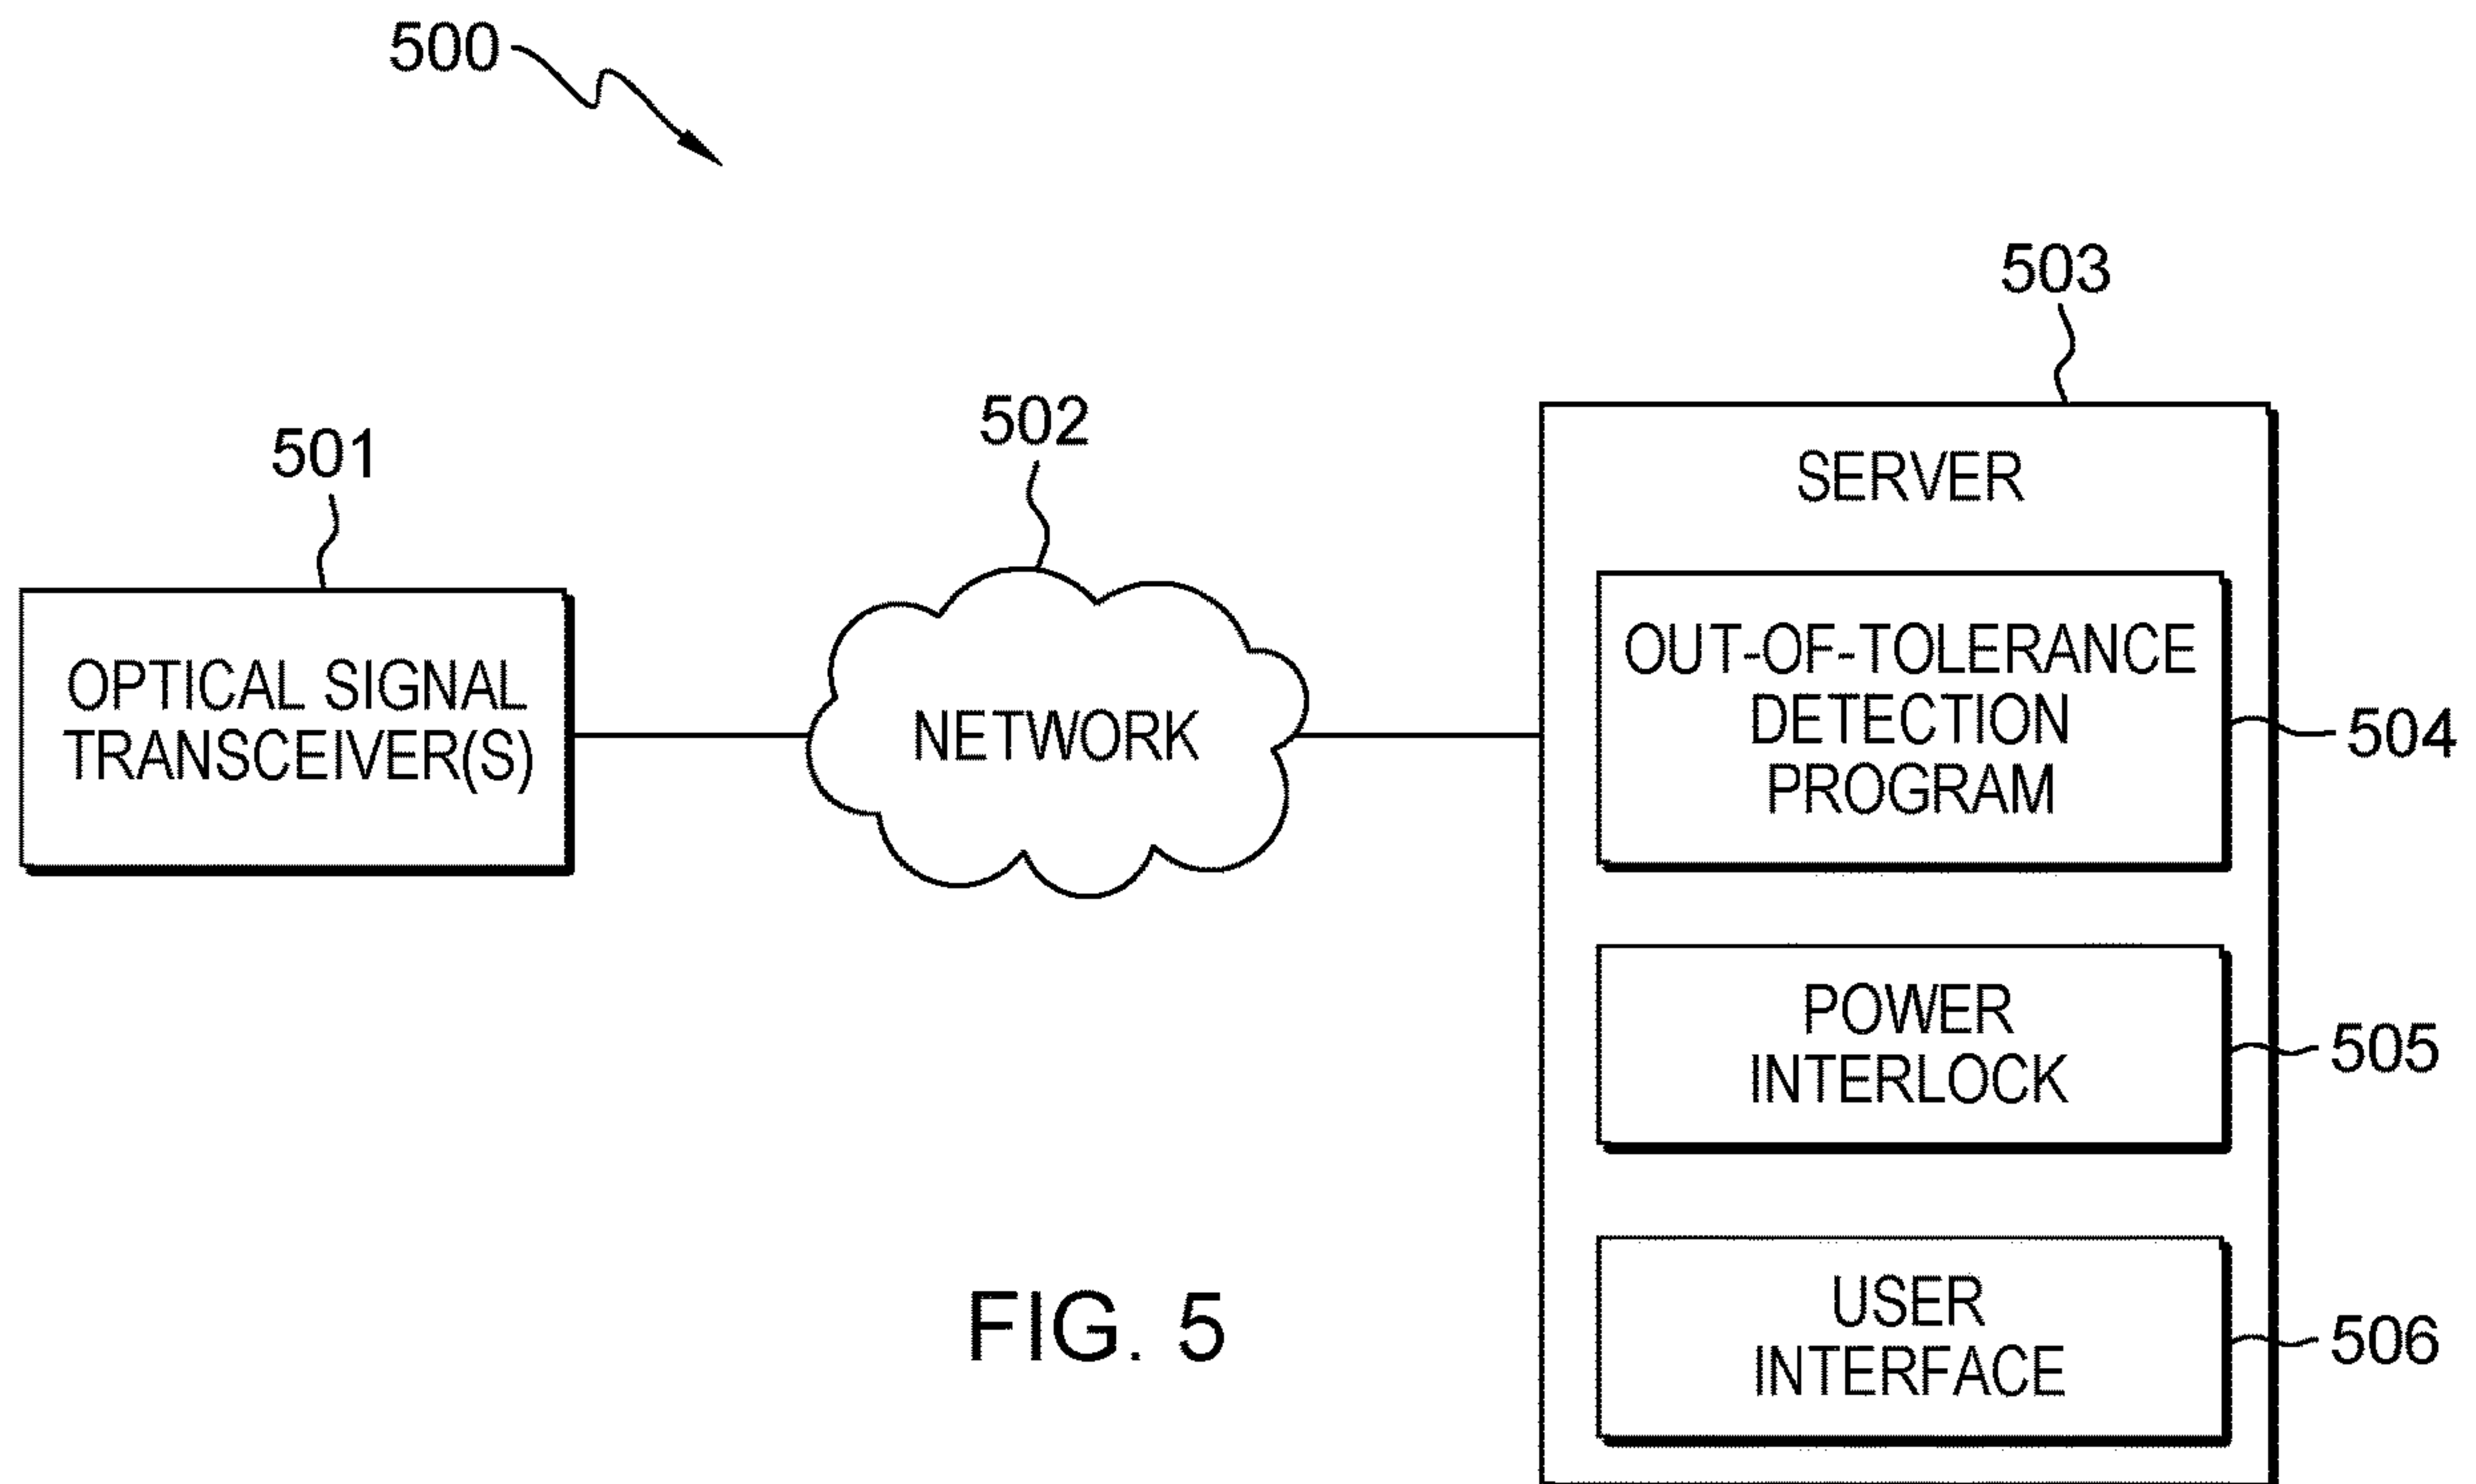 500
503
SERVER
502
501
OPTICAL SIGNAL
TRANSCEIVER(S)
NETWORK
OUT-OF-TOLERANCE
DETECTION
PROGRAM
504
POWER
INTERLOCK
505
USER
INTERFACE
506
FIG. 5